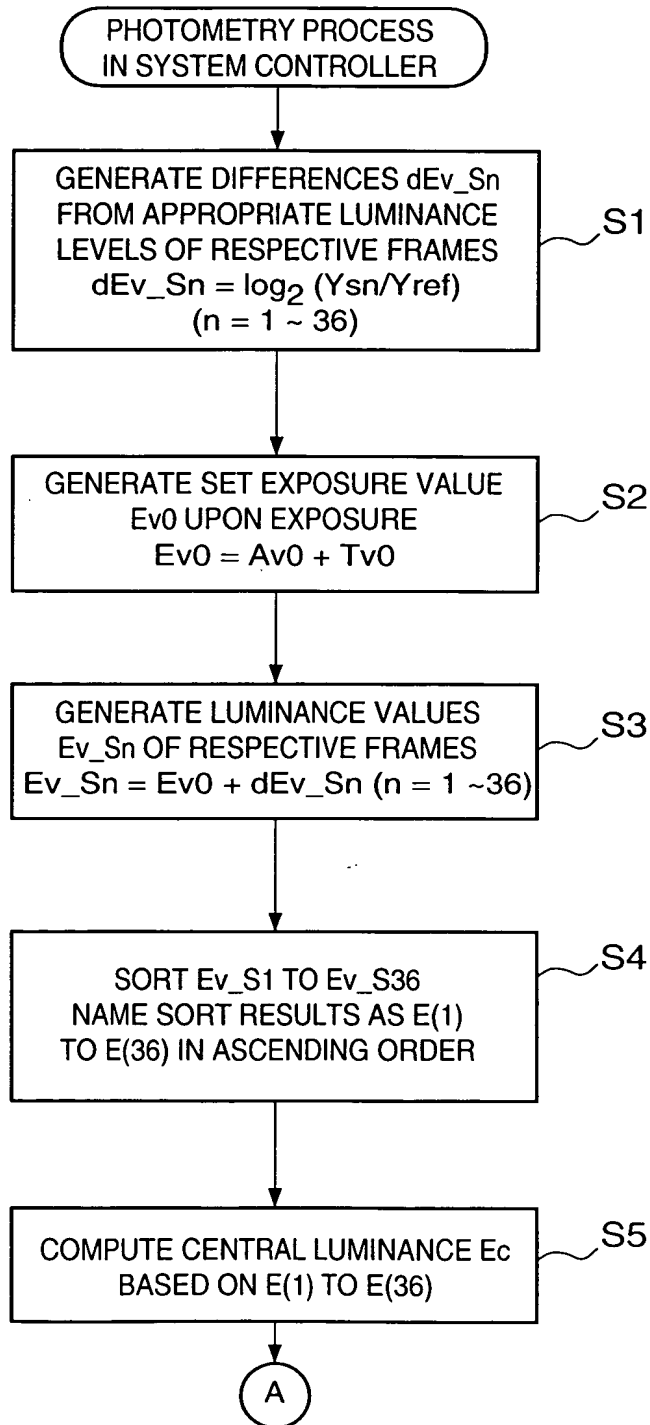 PHOTOMETRY PROCESS
IN SYSTEM CONTROLLER
GENERATE DIFFERENCES dEv_Sn
FROM APPROPRIATE LUMINANCE
LEVELS OF RESPECTIVE FRAMES
dEv_Sn = log2 (Ysn/Yref)
(n = 1 ~ 36)
S1
GENERATE SET EXPOSURE VALUE
Ev0 UPON EXPOSURE
Ev0 = Av0 + Tv0
S2
GENERATE LUMINANCE VALUES
Ev_Sn OF RESPECTIVE FRAMES
Ev_Sn = Ev0 + dEv_Sn (n = 1 ~36)
S3
SORT Ev_S1 TO Ev_S36
NAME SORT RESULTS AS E(1)
TO E(36) IN ASCENDING ORDER
S4
COMPUTE CENTRAL LUMINANCE Ec
BASED ON E(1) TO E(36)
S5
A